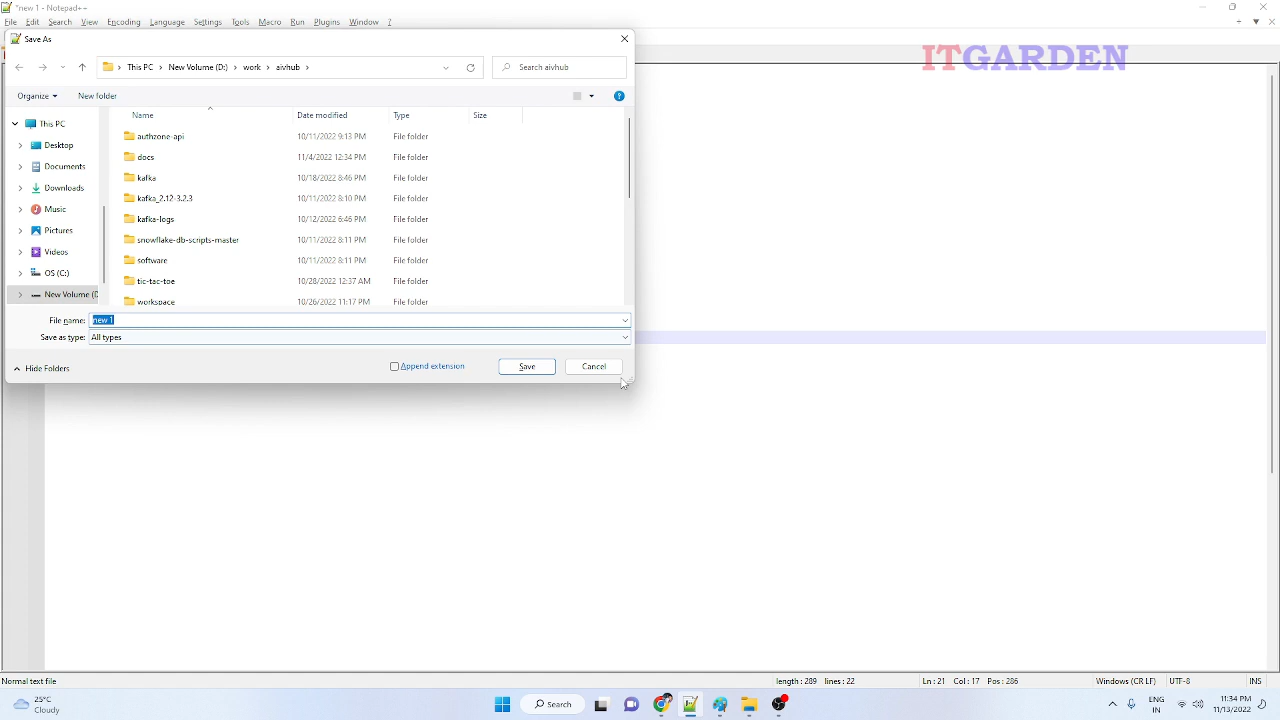 *new 1 - Notepad++
File Edit Search View Encoding Language Settings Tools Macro Run Plugins Window ?
Save As
ITGARDEN
This PC > New Volume (D:) > work > aivhub >
Search aivhub
Organize New folder
Name Date modified Type Size
This PC
authzone-api 10/11/2022 9:13 PM File folder
Desktop
docs 11/4/2022 12:34 PM File folder
Documents
kafka 10/18/2022 8:46 PM File folder
Downloads
kafka_2.12-3.2.3 10/11/2022 8:10 PM File folder
Music
kafka-logs 10/12/2022 6:46 PM File folder
Pictures
snowflake-db-scripts-master 10/11/2022 8:11 PM File folder
Videos
software 10/11/2022 8:11 PM File folder
OS (C:)
tic-tac-toe 10/28/2022 12:37 AM File folder
New Volume (D
workspace 10/26/2022 11:17 PM File folder
File name: new 1
Save as type: All types
Hide Folders Append extension Save Cancel
Normal text file length : 289 lines : 22 Ln : 21 Col : 17 Pos : 286 Windows (CR LF) UTF-8 INS
25°C
Cloudy
Search
ENG
IN
11:34 PM
11/13/2022